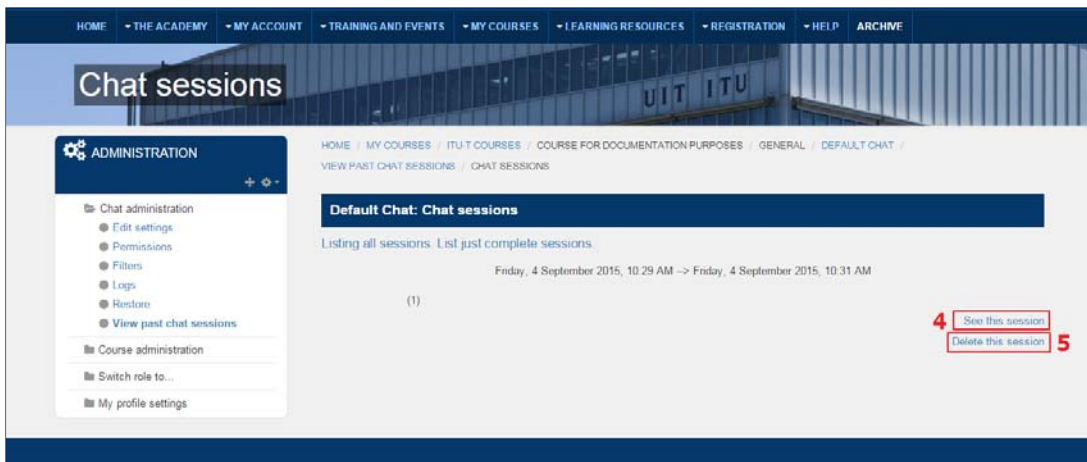 HOME THE ACADEMY MY ACCOUNT TRAINING AND EVENTS MY COURSES LEARNING RESOURCES REGISTRATION HELP ARCHIVE
Chat sessions
UIT ITU
ADMINISTRATION
Chat administration
Edit settings
Permissions
Filters
Logs
Restore
View past chat sessions
Course administration
Switch role to...
My profile settings
HOME / MY COURSES / ITU-T COURSES / COURSE FOR DOCUMENTATION PURPOSES / GENERAL / DEFAULT CHAT /
VIEW PAST CHAT SESSIONS / CHAT SESSIONS
Default Chat: Chat sessions
Listing all sessions. List just complete sessions.
Friday, 4 September 2015, 10:29 AM --> Friday, 4 September 2015, 10:31 AM
(1)
4 See this session
Delete this session 5